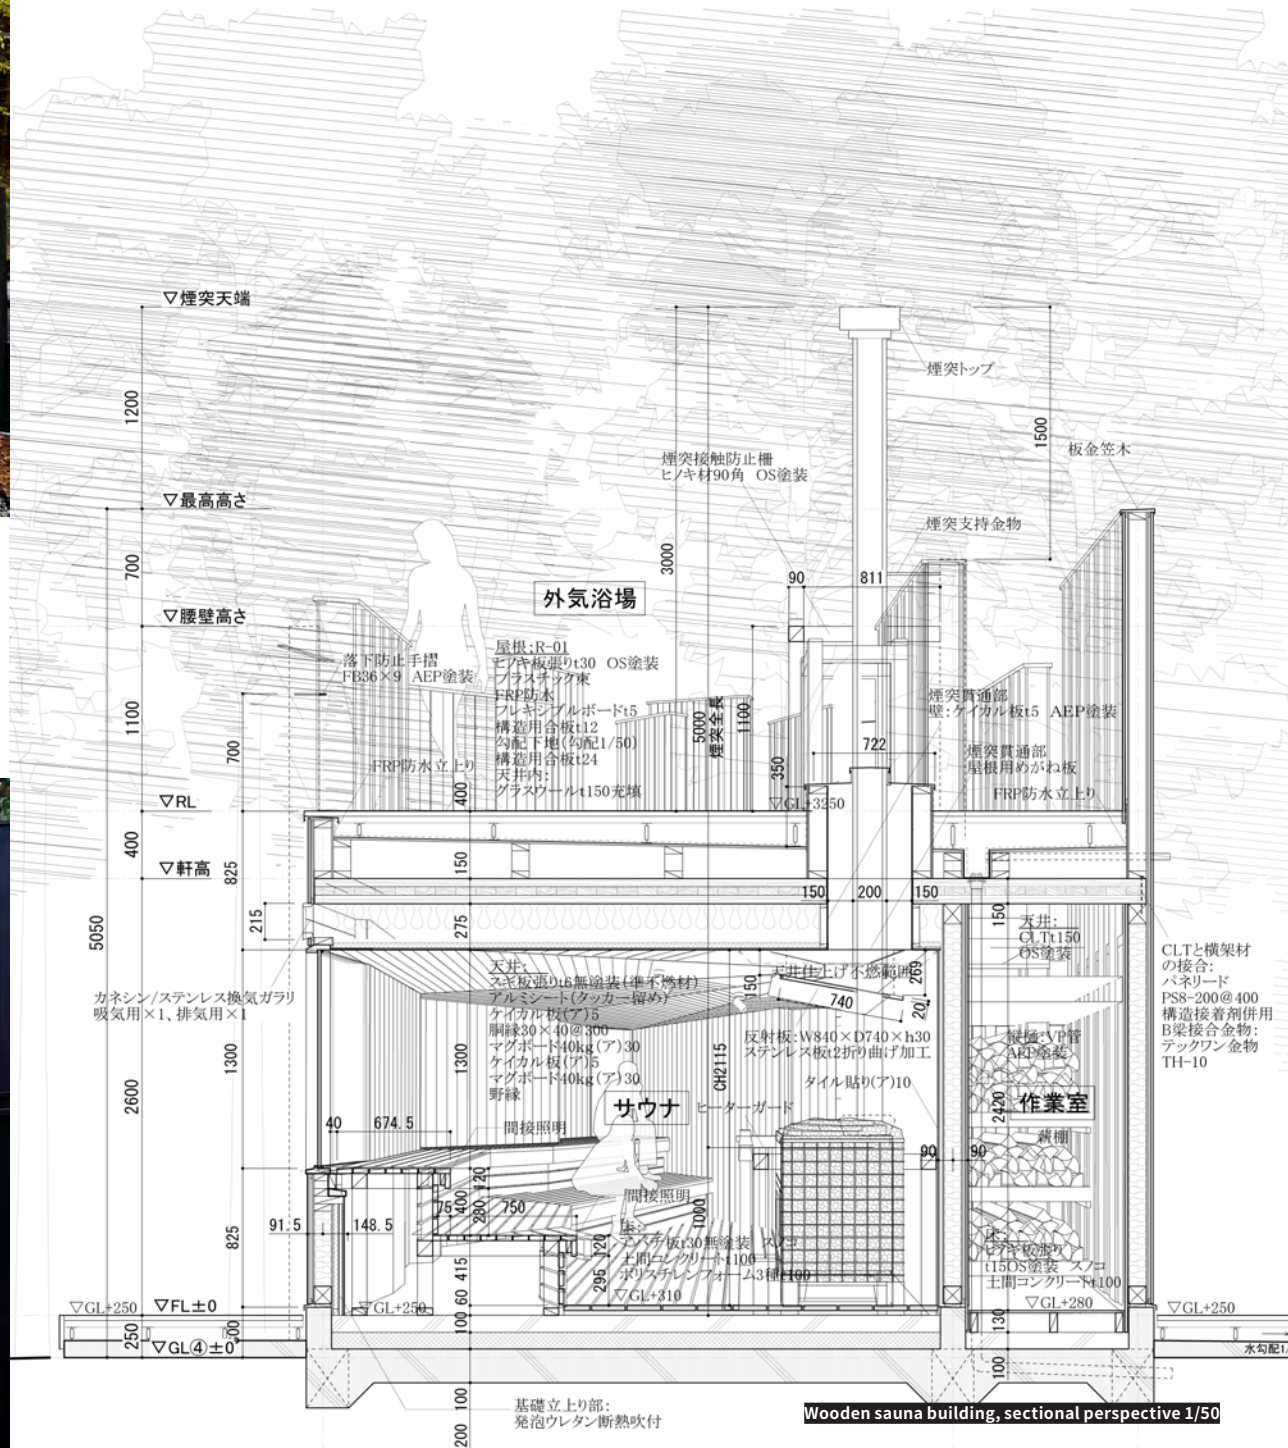 ▽煙突天端
煙突トップ
1200
1500
板金笠木
煙突接触防止柵
ヒノキ材90角 OS塗装
▽最高高さ
煙突支持金物
700
3000
90
811
外気浴場
▽腰壁高さ
屋根：R-01
ヒノキ板張りt30 OS塗装
プラスチック束
FRP防水
フレキシブルボードt5
構造用合板t12
勾配下地(勾配1/50)
構造用合板t24
天井内：
グラスウールt150充填
落下防止手摺
FB36×9 AEP塗装
煙突貫通部
壁：ケイカル板t5 AEP塗装
1100
700
5000
煙突全長
1100
722
350
煙突貫通部
屋根用めがね板
FRP防水立上り
FRP防水立上り
400
▽RL
▽GL+3250
400
825
150
▽軒高
150
200
150
150
215
275
5050
天井：
CLTt150
OS塗装
CLTと横架材
の接合：
パネリード
PS8-200@400
構造接着剤併用
B梁接合金物：
テックワン金物
TH-10
天井：
スギ板張りt6無塗装(準不燃材)
アルミシート(タッカー留め)
ケイカル板(ア)5
胴縁30×40@300
マグボード40kg(ア)30
ケイカル板(ア)5
マグボード40kg(ア)30
野縁
天井仕上げ不燃範囲
269
150
740
20
カネシン/ステンレス換気ガラリ
吸気用×1、排気用×1
反射板：W840×D740×h30
ステンレス板t2折り曲げ加工
縦樋：VP管
AEP塗装
タイル貼り(ア)10
2600
1300
1300
CH2115
2420
サウナ
ヒーターガード
作業室
薪棚
40
674.5
間接照明
90
90
120
400
280
75
750
間接照明
1000
91.5
148.5
825
床：
土間コンクリートt100
ポリスチレンフォーム3種t100
120
295
415
床：
ヒノキ板張り
t15OS塗装 スノコ
土間コンクリートt100
▽GL+310
▽GL+280
▽GL+250
▽FL±0
▽GL+250
60
▽GL+250
100
130
250
▽GL④±0
水勾配1/
100
100
200
基礎立上り部：
発泡ウレタン断熱吹付
Wooden sauna building, sectional perspective 1/50